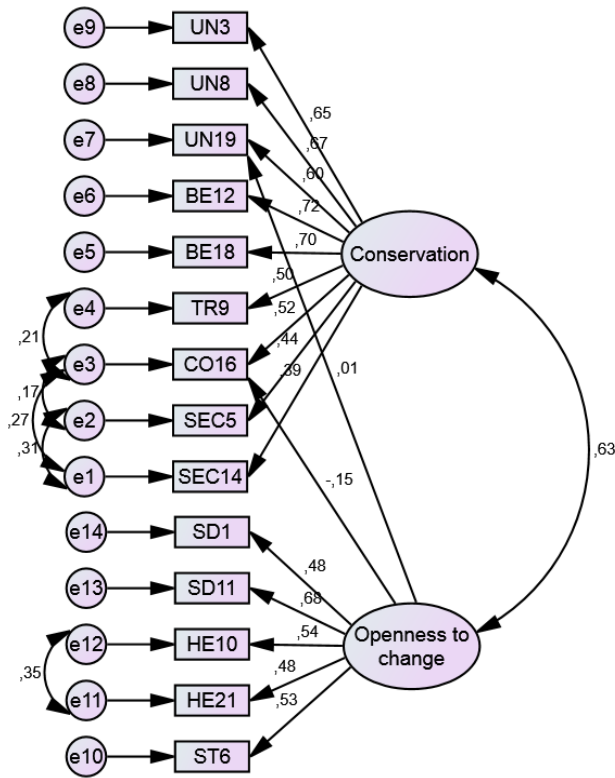 e9
UN3
e8
UN8
,65
e7
UN19
,67
,60
e6
BE12
,72
e5
BE18
,70
Conservation
e4
TR9
,50
,52
,21
e3
CO16
,44
,39
,01
,17
,27
e2
SEC5
,31
,63
e1
SEC14
-,15
e14
SD1
,48
e13
SD11
,68
e12
HE10
,54
Openness to
change
,35
e11
HE21
,48
,53
e10
ST6